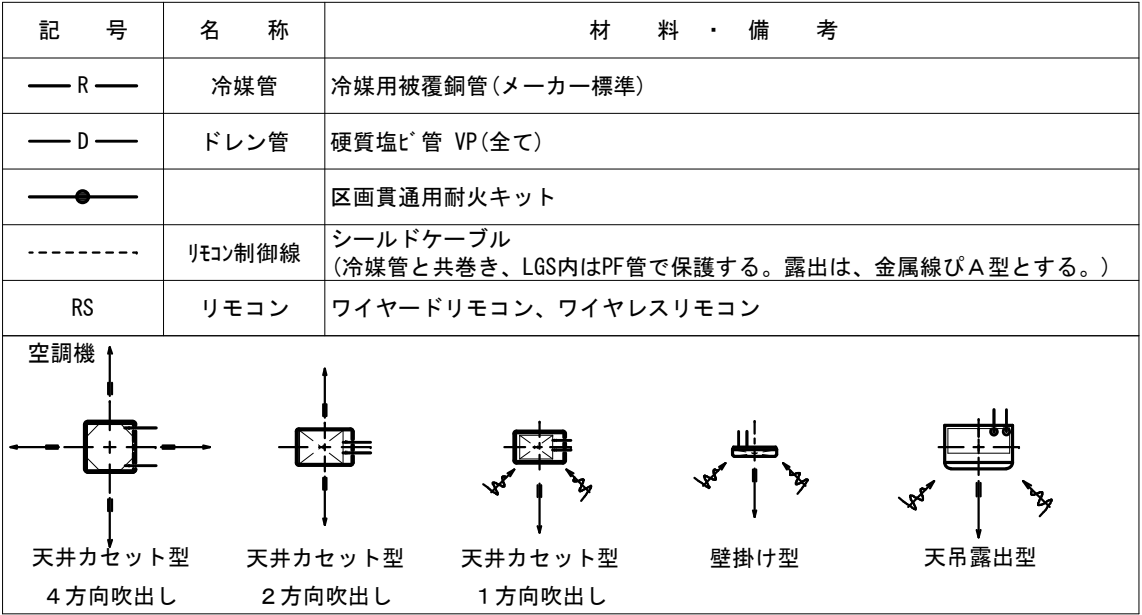 記　号　名　称　材　料　・　備　考
R　冷媒管　冷媒用被覆銅管(メーカー標準)
D　ドレン管　硬質塩ﾋﾞ管 VP(全て)
区画貫通用耐火キット
ﾘﾓｺﾝ制御線　シールドケーブル
(冷媒管と共巻き、LGS内はPF管で保護する。露出は、金属線ぴＡ型とする。)
RS　リモコン　ワイヤードリモコン、ワイヤレスリモコン
空調機
天井カセット型　天井カセット型　天井カセット型　壁掛け型　天吊露出型
４方向吹出し　２方向吹出し　１方向吹出し